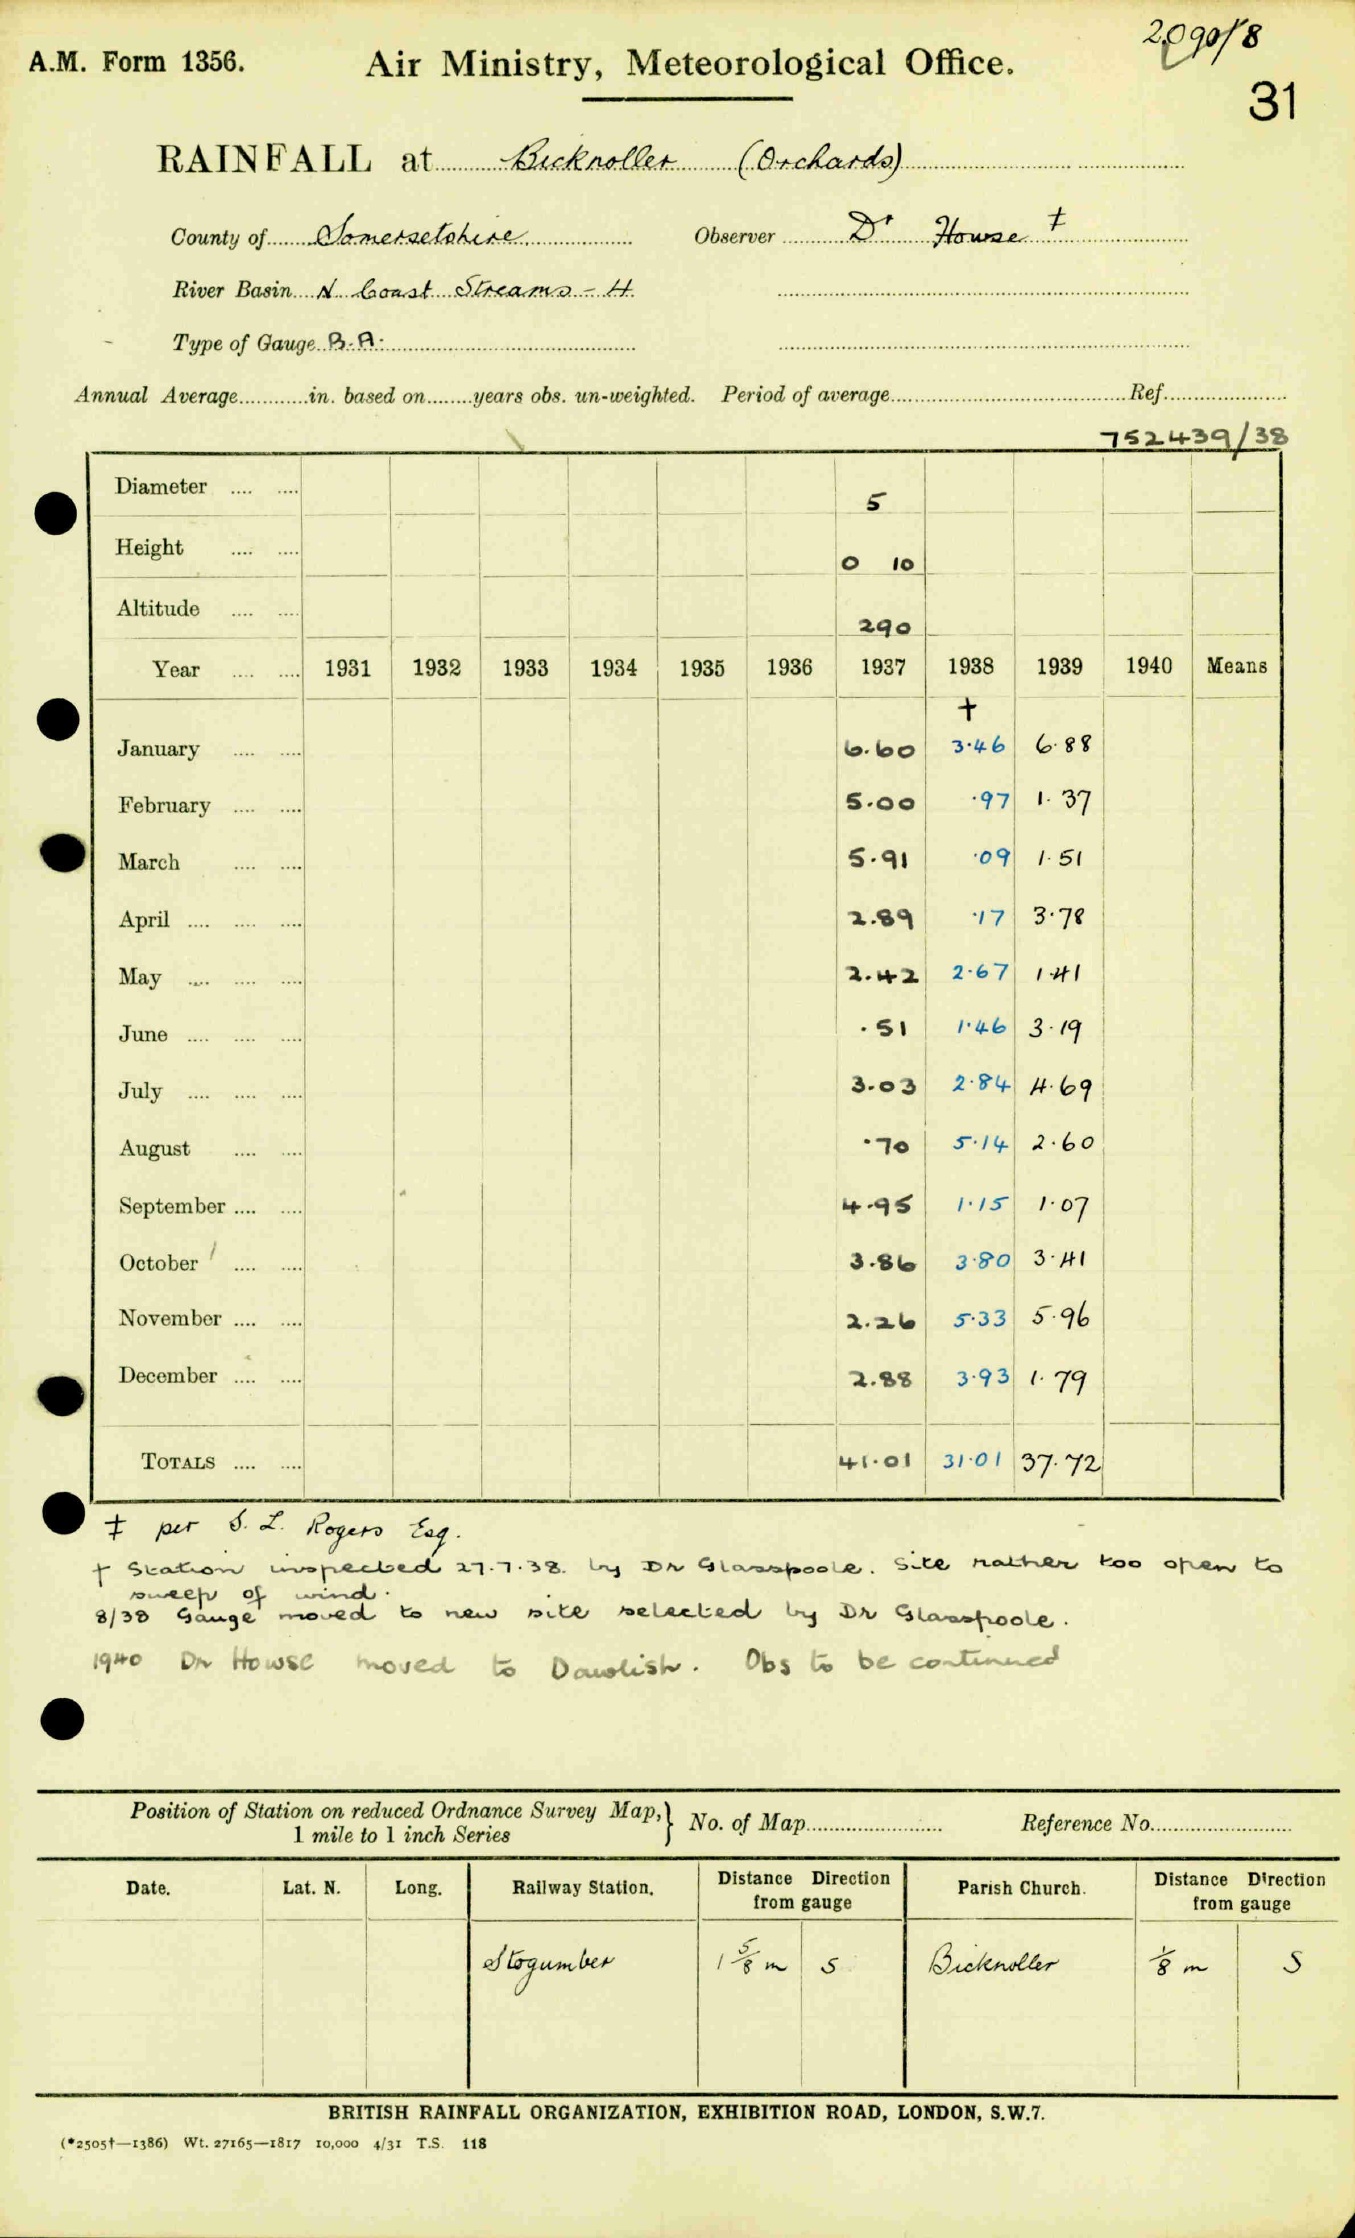 2090/8
A.M. Form 1356. Air Ministry, Meteorological Office.
31
RAINFALL at Bicknoller (Orchards)
County of Somersetshire Observer Dr Howse ‡
River Basin N Coast Streams - H
Type of Gauge B.A.
Annual Average in. based on years obs. un-weighted. Period of average Ref.
752439/38
Diameter 5
Height 0 10
Altitude 290
Year 1931 1932 1933 1934 1935 1936 1937 1938 1939 1940 Means
†
January 6.60 3.46 6.88
February 5.00 .97 1.37
March 5.91 .09 1.51
April 2.89 .17 3.78
May 2.42 2.67 1.41
June .51 1.46 3.19
July 3.03 2.84 4.69
August .70 5.14 2.60
September 4.95 1.15 1.07
October 3.86 3.80 3.41
November 2.26 5.33 5.96
December 2.88 3.93 1.79
TOTALS 41.01 31.01 37.72
‡ per S. L. Rogers Esq.
† Station inspected 27.7.38. by Dr Glasspoole. Site rather too open to
sweep of wind.
8/38 Gauge moved to new site selected by Dr Glasspoole.
1940 Dr Howse moved to Dawlish. Obs to be continued
Position of Station on reduced Ordnance Survey Map, } No. of Map Reference No.
1 mile to 1 inch Series
Date. Lat. N. Long. Railway Station. Distance Direction from gauge Parish Church. Distance Direction from gauge
Stogumber 1 5/8 m S Bicknoller 1/8 m S
BRITISH RAINFALL ORGANIZATION, EXHIBITION ROAD, LONDON, S.W.7.
(*2505†—1386) Wt. 27165—1817 10,000 4/31 T.S. 118